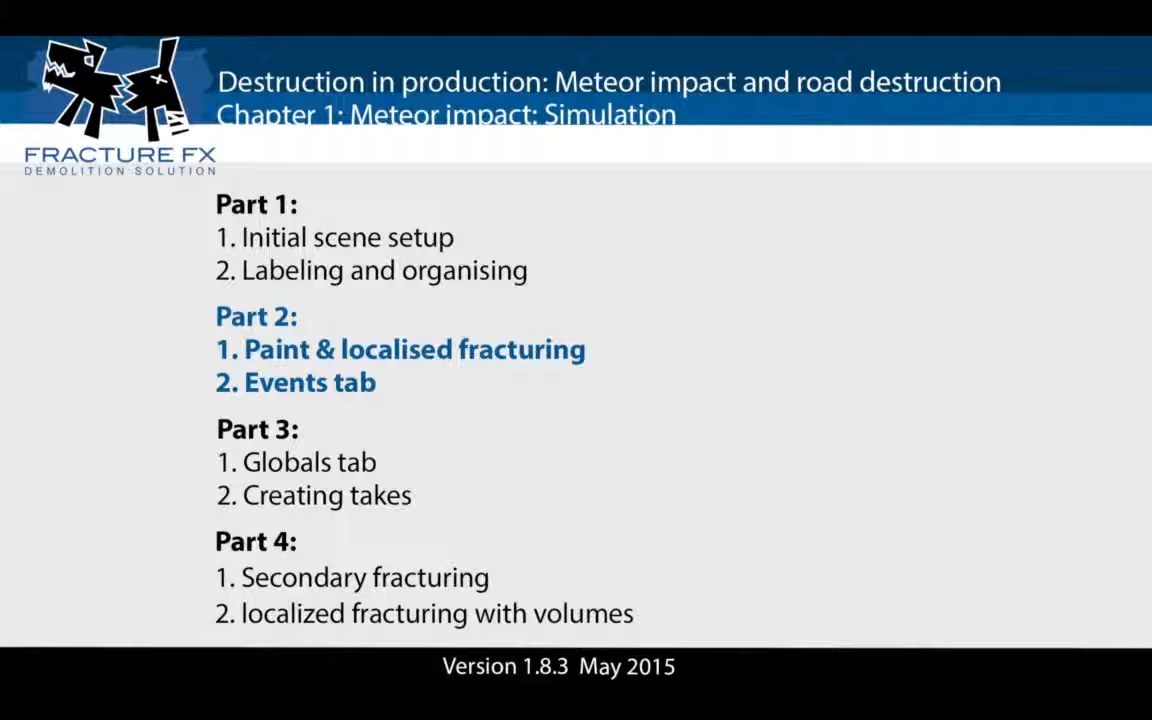 Destruction in production: Meteor impact and road destruction
Chapter 1: Meteor impact: Simulation
FRACTURE FX
DEMOLITION SOLUTION
Part 1:
1. Initial scene setup
2. Labeling and organising
Part 2:
1. Paint & localised fracturing
2. Events tab
Part 3:
1. Globals tab
2. Creating takes
Part 4:
1. Secondary fracturing
2. localized fracturing with volumes
Version 1.8.3 May 2015